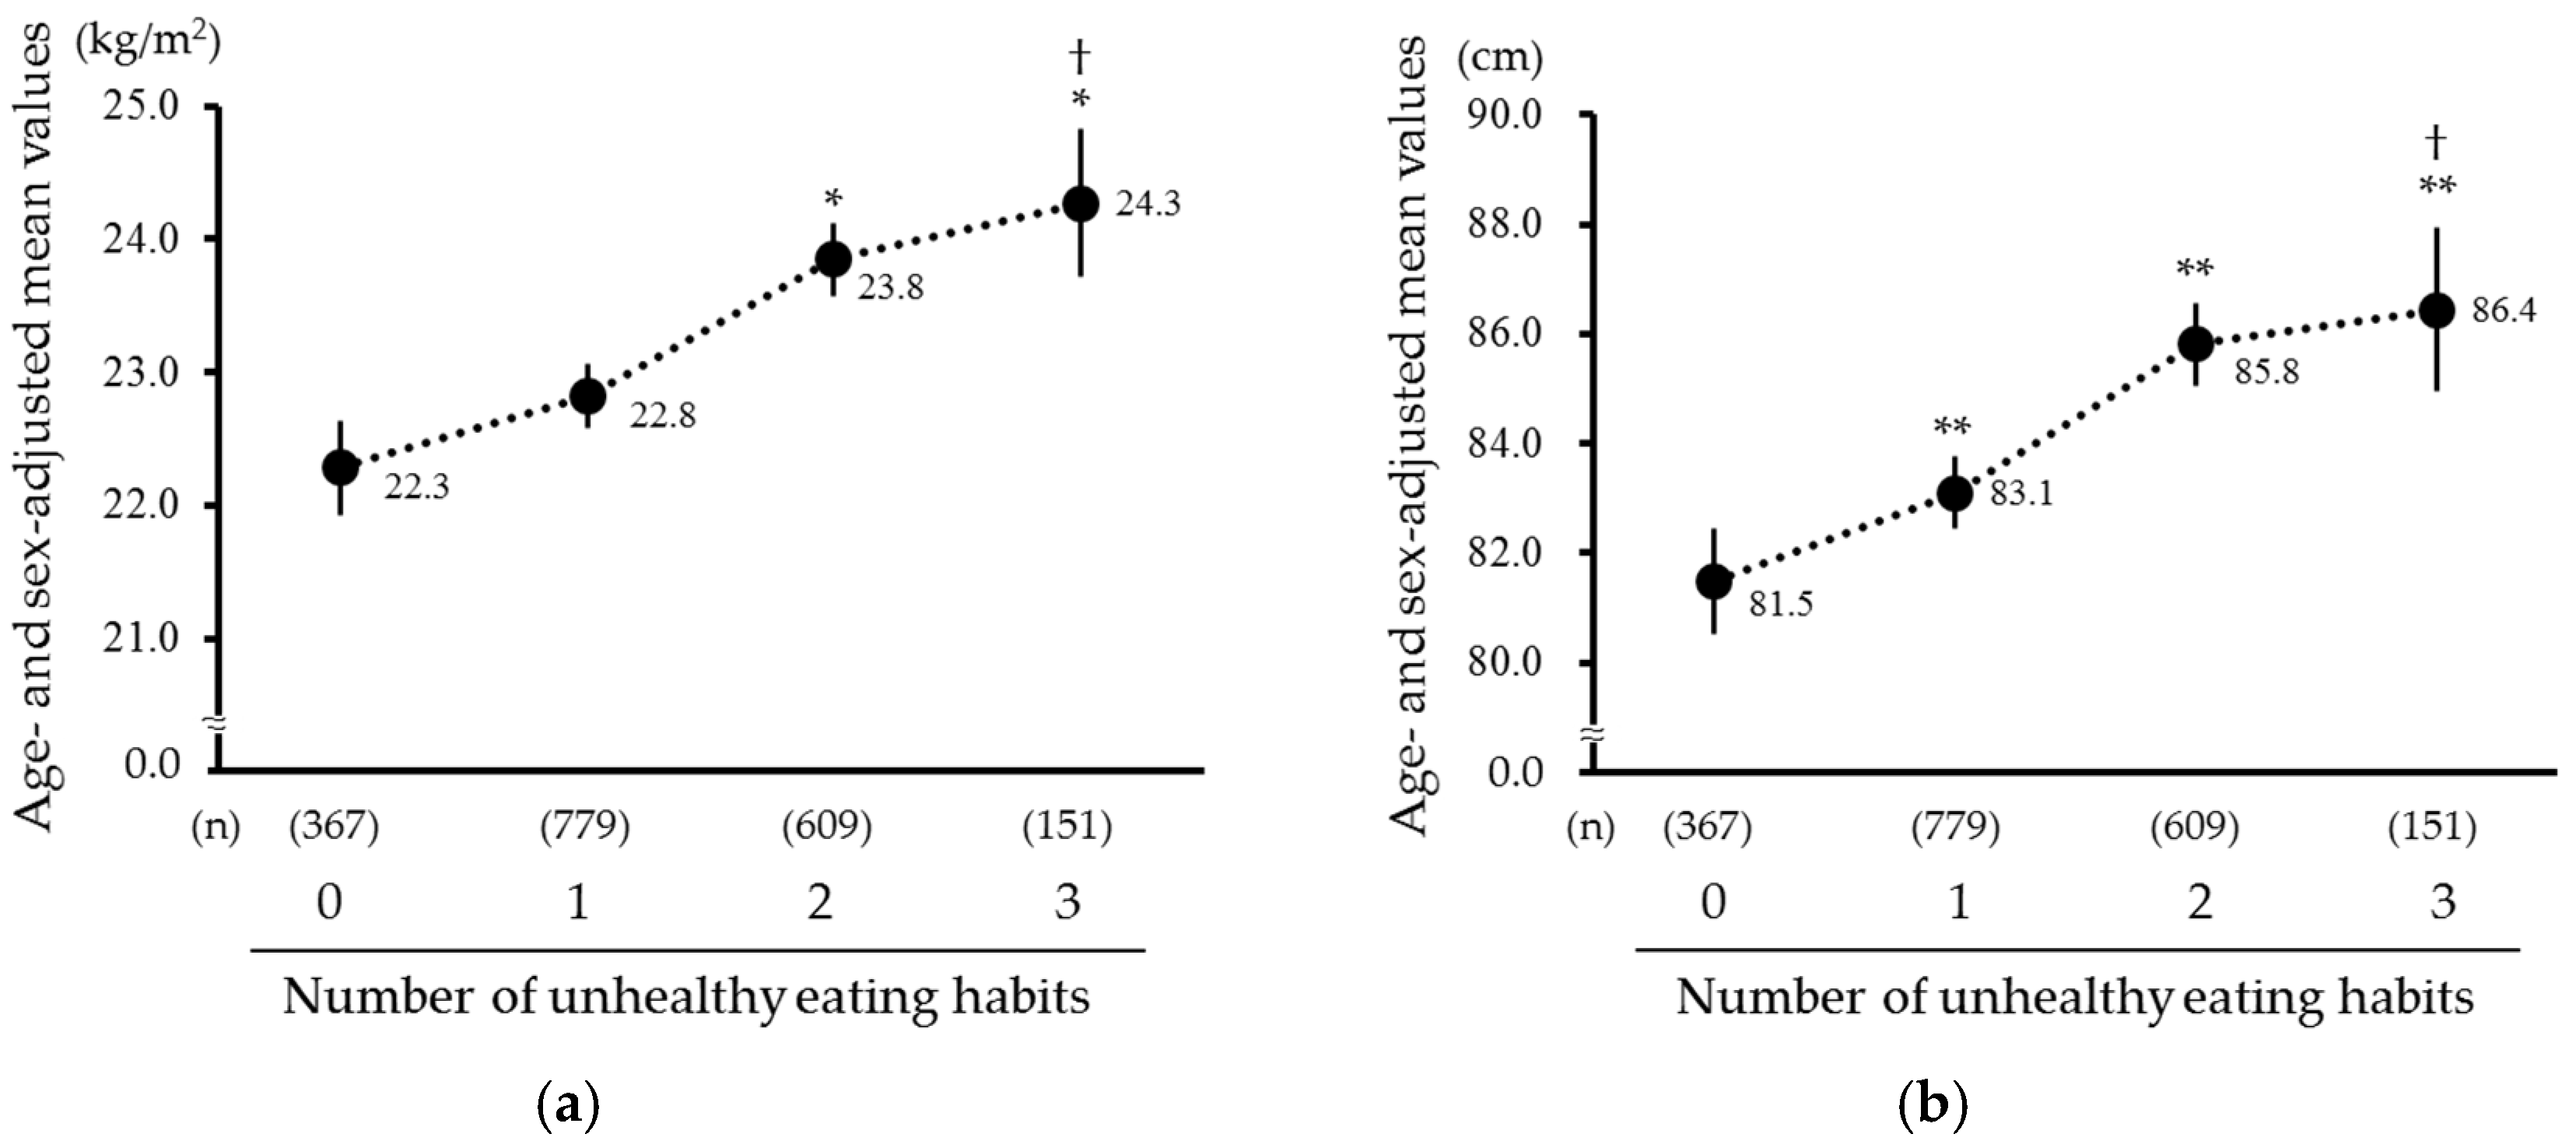 Age- and sex-adjusted mean values
(kg/m²)
25.0
24.0
23.0
22.0
21.0
≈
0.0
22.3
22.8
*
23.8
†
*
24.3
(n) (367) (779) (609) (151)
0 1 2 3
Number of unhealthy eating habits
(a)
Age- and sex-adjusted mean values
(cm)
90.0
88.0
86.0
84.0
82.0
80.0
≈
0.0
81.5
**
83.1
**
85.8
†
**
86.4
(n) (367) (779) (609) (151)
0 1 2 3
Number of unhealthy eating habits
(b)